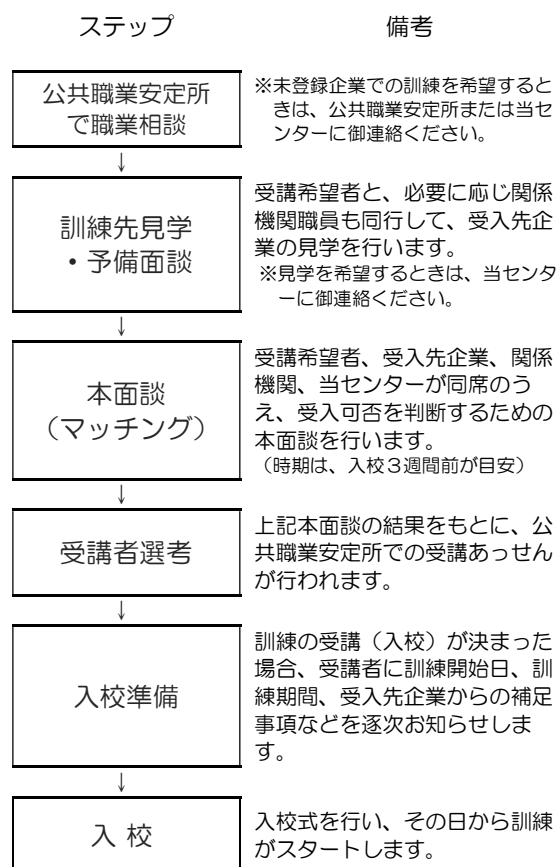 ステップ
備考
公共職業安定所
で職業相談
※未登録企業での訓練を希望すると
きは、公共職業安定所または当セ
ンターに御連絡ください。
↓
訓練先見学
・予備面談
受講希望者と、必要に応じ関係
機関職員も同行して、受入先企
業の見学を行います。
※見学を希望するときは、当センタ
ーに御連絡ください。
↓
本面談
（マッチング）
受講希望者、受入先企業、関係
機関、当センターが同席のう
え、受入可否を判断するための
本面談を行います。
（時期は、入校３週間前が目安）
↓
受講者選考
上記本面談の結果をもとに、公
共職業安定所での受講あっせん
が行われます。
↓
入校準備
訓練の受講（入校）が決まった
場合、受講者に訓練開始日、訓
練期間、受入先企業からの補足
事項などを逐次お知らせしま
す。
↓
入 校
入校式を行い、その日から訓練
がスタートします。